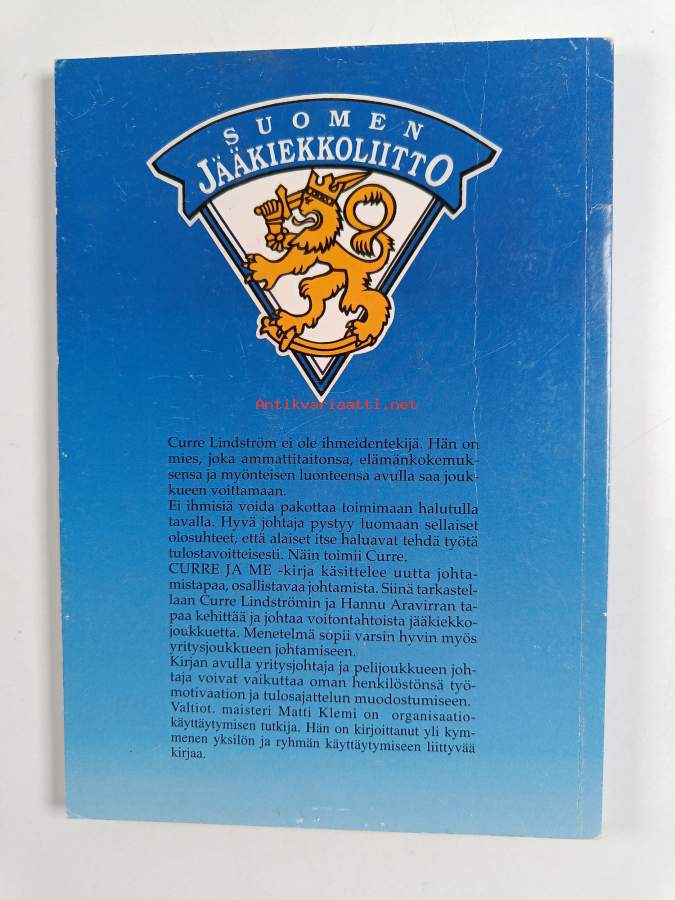 SUOMEN
JÄÄKIEKKOLIITTO
Antikvariaatti.net
Curre Lindström ei ole ihmeidentekijä. Hän on
mies, joka ammattitaitonsa, elämänkokemuk-
sensa ja myönteisen luonteensa avulla saa jouk-
kueen voittamaan.
Ei ihmisiä voida pakottaa toimimaan halutulla
tavalla. Hyvä johtaja pystyy luomaan sellaiset
olosuhteet, että alaiset itse haluavat tehdä työtä
tulostavoitteisesti. Näin toimii Curre.
CURRE JA ME -kirja käsittelee uutta johta-
mistapaa, osallistavaa johtamista. Siinä tarkastel-
laan Curre Lindströmin ja Hannu Aravirran ta-
paa kehittää ja johtaa voitontahtoista jääkiekko-
joukkuetta. Menetelmä sopii varsin hyvin myös
yritysjoukkueen johtamiseen.
Kirjan avulla yritysjohtaja ja pelijoukkueen joh-
taja voivat vaikuttaa oman henkilöstönsä työ-
motivaation ja tulosajattelun muodostumiseen.
Valtiot. maisteri Matti Klemi on organisaatio-
käyttäytymisen tutkija. Hän on kirjoittanut yli kym-
menen yksilön ja ryhmän käyttäytymiseen liittyvää
kirjaa.